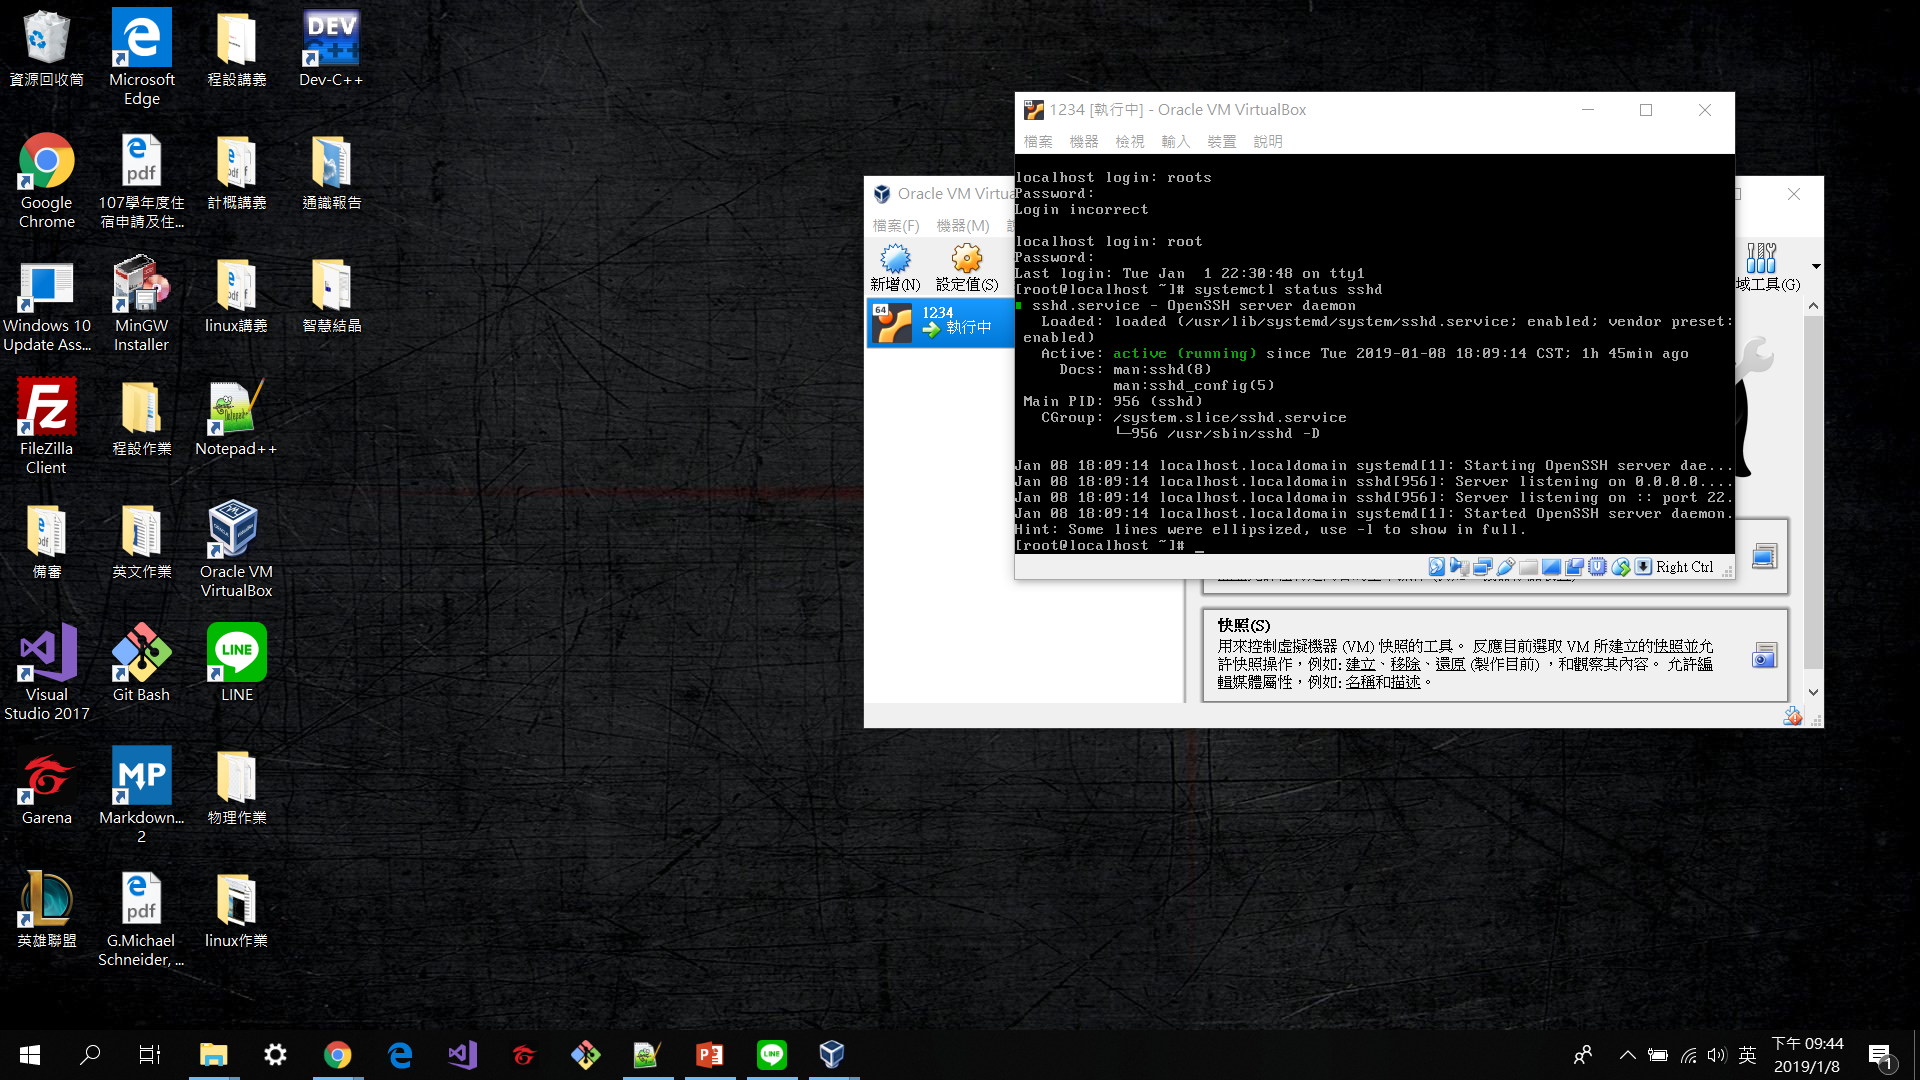 資源回收筒
Microsoft Edge
程設講義
Dev-C++
Google Chrome
107學年度住宿申請及住...
計概講義
通識報告
Windows 10 Update Ass...
MinGW Installer
linux講義
智慧結晶
FileZilla Client
程設作業
Notepad++
備審
英文作業
Oracle VM VirtualBox
Visual Studio 2017
Git Bash
LINE
Garena
Markdown... 2
物理作業
英雄聯盟
G.Michael Schneider, ...
linux作業
1234 [執行中] - Oracle VM VirtualBox
檔案 機器 檢視 輸入 裝置 說明
localhost login: roots
Password:
Login incorrect
localhost login: root
Password:
Last login: Tue Jan  1 22:30:48 on tty1
[root@localhost ~]# systemctl status sshd
sshd.service - OpenSSH server daemon
Loaded: loaded (/usr/lib/systemd/system/sshd.service; enabled; vendor preset:
enabled)
Active: active (running) since Tue 2019-01-08 18:09:14 CST; 1h 45min ago
Docs: man:sshd(8)
man:sshd_config(5)
Main PID: 956 (sshd)
CGroup: /system.slice/sshd.service
└─956 /usr/sbin/sshd -D
Jan 08 18:09:14 localhost.localdomain systemd[1]: Starting OpenSSH server dae...
Jan 08 18:09:14 localhost.localdomain sshd[956]: Server listening on 0.0.0.0....
Jan 08 18:09:14 localhost.localdomain sshd[956]: Server listening on :: port 22.
Jan 08 18:09:14 localhost.localdomain systemd[1]: Started OpenSSH server daemon.
Hint: Some lines were ellipsized, use -l to show in full.
[root@localhost ~]# _
Right Ctrl
Oracle VM Virtua
檔案(F) 機器(M)
新增(N) 設定值(S)
域工具(G)
64
1234
執行中
快照(S)
用來控制虛擬機器 (VM) 快照的工具。 反應目前選取 VM 所建立的快照並允
許快照操作，例如: 建立、移除、還原 (製作目前) ，和觀察其內容。 允許編
輯媒體屬性，例如: 名稱和描述。
英
下午 09:44
2019/1/8
1